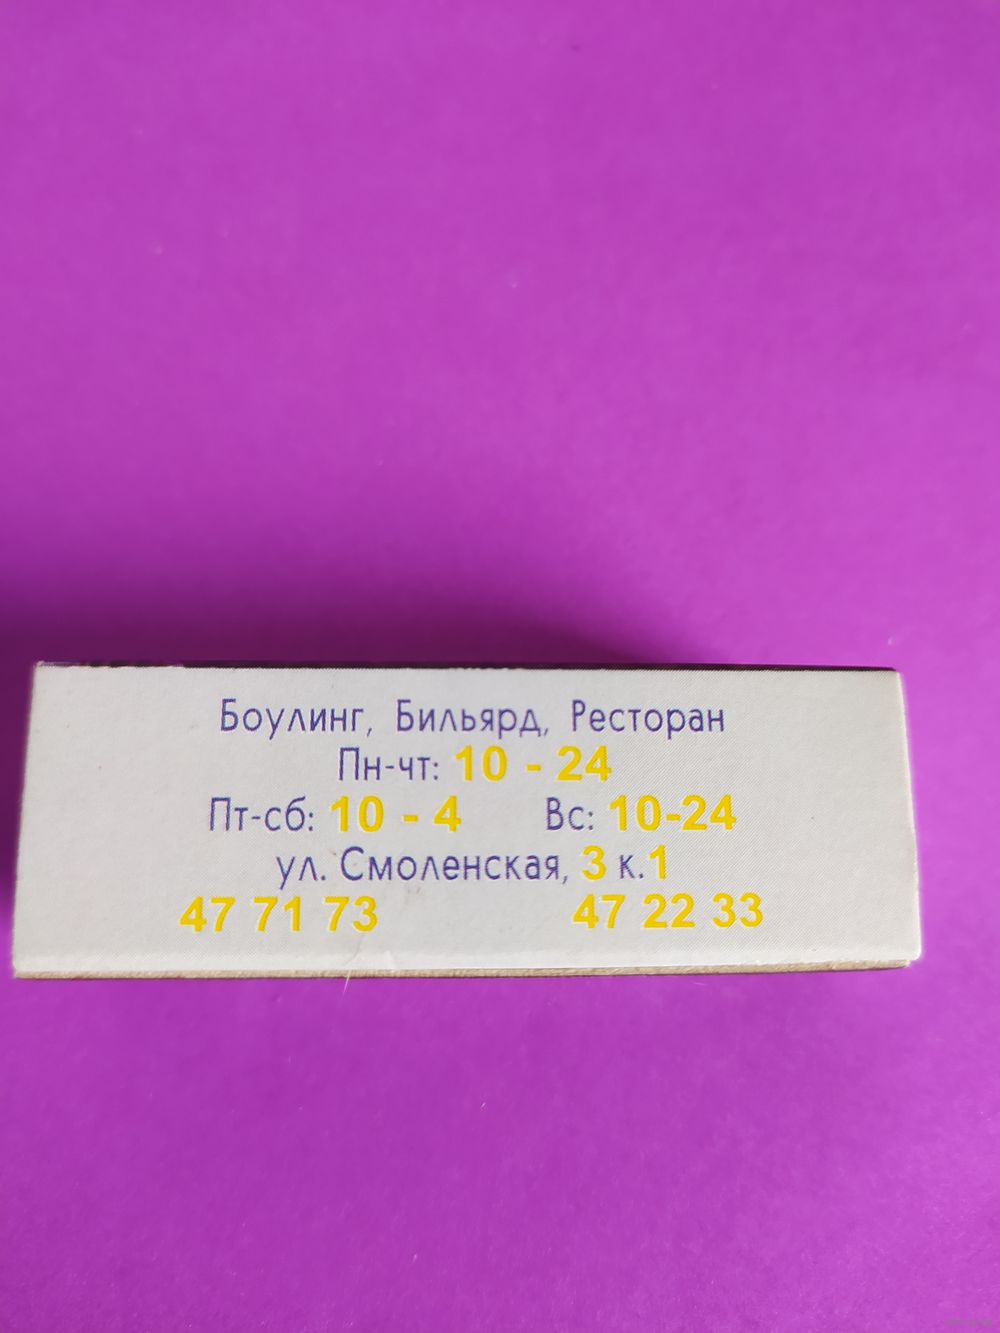 Боулинг, Бильярд, Ресторан
Пн-чт: 10 - 24
Пт-сб: 10 - 4 Вс: 10-24
ул. Смоленская, 3 к.1
47 71 73 47 22 33